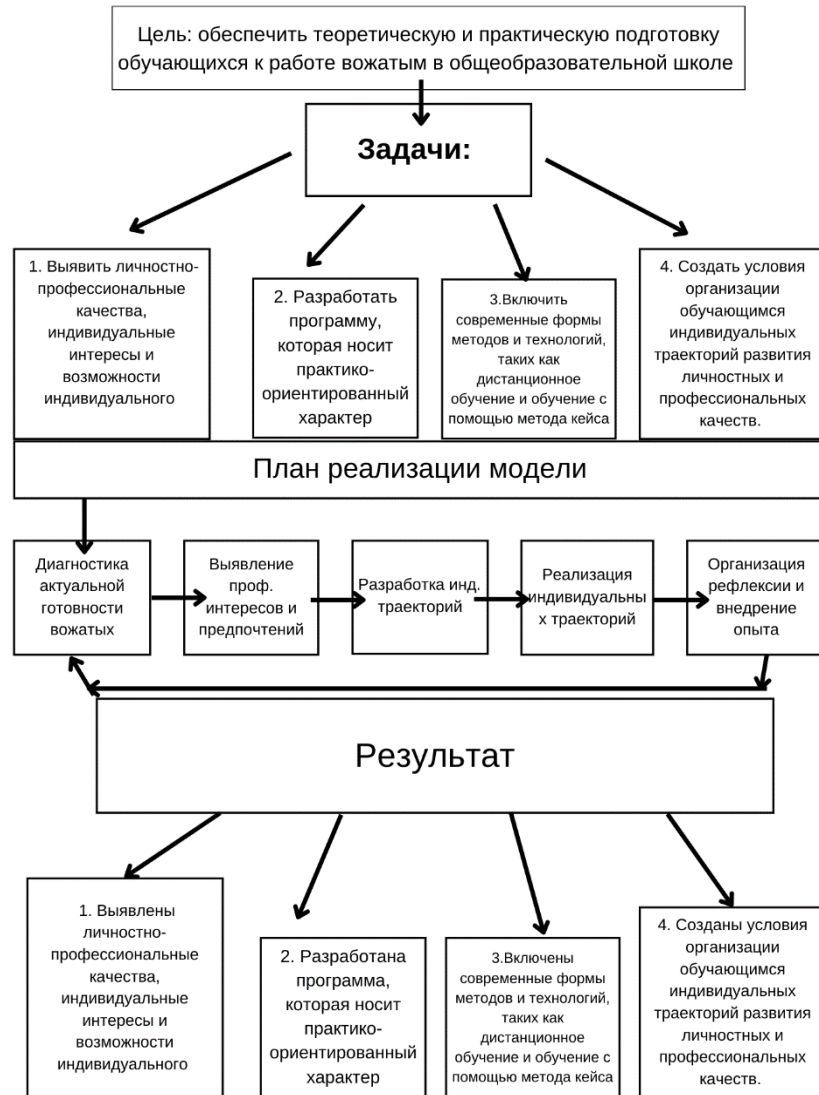 Цель: обеспечить теоретическую и практическую подготовку
обучающихся к работе вожатым в общеобразовательной школе
Задачи:
1. Выявить личностно-
профессиональные
качества,
индивидуальные
интересы и
возможности
индивидуального
2. Разработать
программу,
которая носит
практико-
ориентированный
характер
3.Включить
современные формы
методов и технологий,
таких как
дистанционое
обучение и обучение с
помощью метода кейса
4. Создать условия
организации
обучающимся
индивидуальных
траекторий развития
личностных и
профессиональных
качеств.
План реализации модели
Диагностика
актуальной
готовности
вожатых
Выявление
проф.
интересов и
предпочтений
Разработка инд.
траекторий
Реализация
индивидуальны
х траекторий
Организация
рефлексии и
внедрение
опыта
Результат
1. Выявлены
личностно-
профессиональные
качества,
индивидуальные
интересы и
возможности
индивидуального
2. Разработана
программа,
которая носит
практико-
ориентированный
характер
3.Включены
современные формы
методов и технологий,
таких как
дистанционое
обучение и обучение с
помощью метода кейса
4. Созданы условия
организации
обучающимся
индивидуальных
траекторий развития
личностных и
профессиональных
качеств.